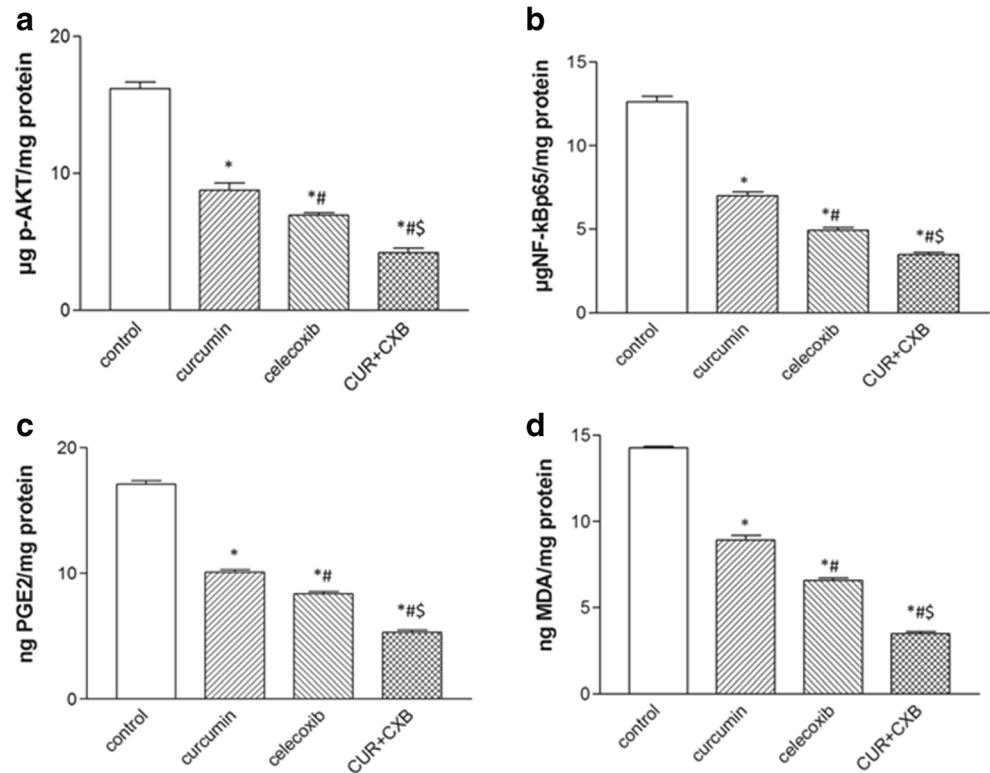 a
µg p-AKT/mg protein
20
10
0
*
*#
*#$
control
curcumin
celecoxib
CUR+CXB
b
µgNF-kBp65/mg protein
15
10
5
0
*
*#
*#$
control
curcumin
celecoxib
CUR+CXB
c
ng PGE2/mg protein
20
10
0
*
*#
*#$
control
curcumin
celecoxib
CUR+CXB
d
ng MDA/mg protein
15
10
5
0
*
*#
*#$
control
curcumin
celecoxib
CUR+CXB